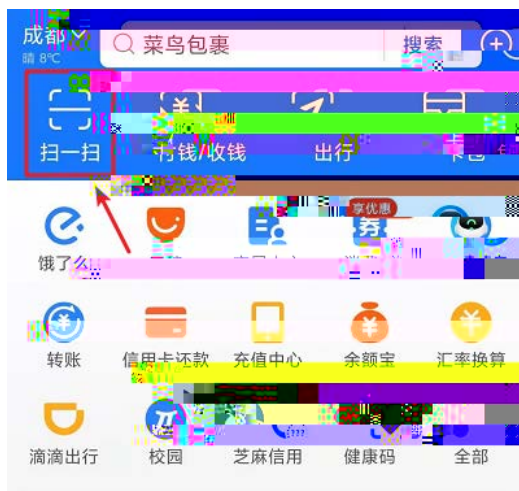 成都
晴 8℃
菜鸟包裹 搜索
扫一扫 付钱/收钱 出行 卡包
享优惠
饿了么
转账 信用卡还款 充值中心 余额宝 汇率换算
滴滴出行 校园 芝麻信用 健康码 全部